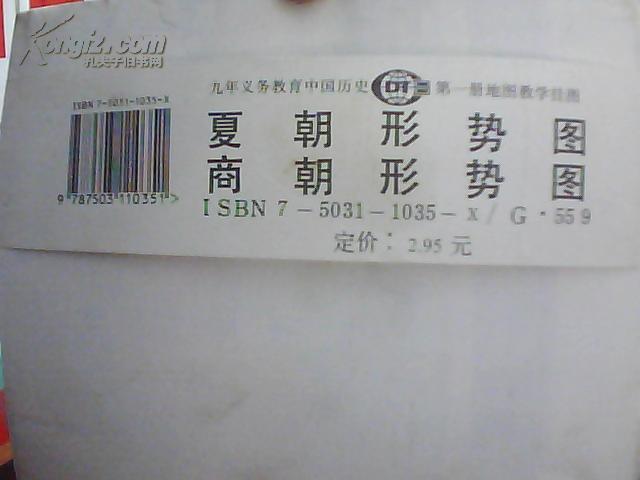 Kongfz.com
孔夫子旧书网
九年义务教育中国历史 第一册地图教学挂图
ISBN 7-5031-1035-X
夏朝形势图
商朝形势图
9 787503 110351 >
ISBN 7-5031-1035-x/G·559
定价：2.95 元